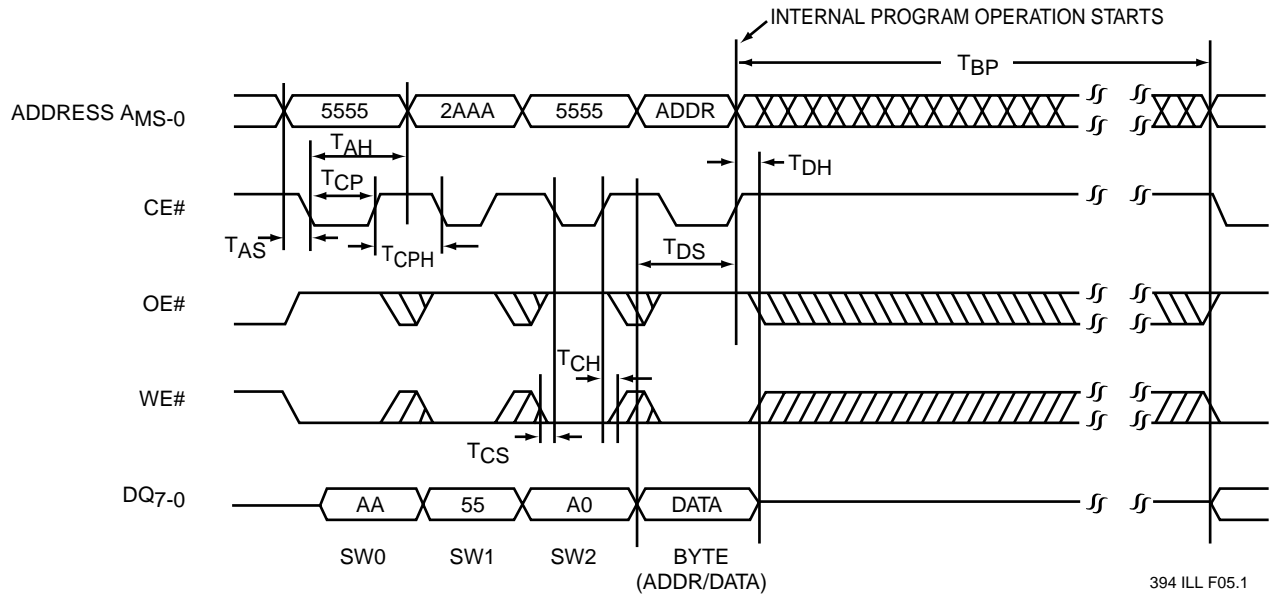 INTERNAL PROGRAM OPERATION STARTS
TBP
ADDRESS AMS-0
5555
2AAA
5555
ADDR
TAH
TDH
TCP
CE#
TAS
TCPH
TDS
OE#
TCH
WE#
TCS
DQ7-0
AA
55
A0
DATA
SW0
SW1
SW2
BYTE
(ADDR/DATA)
394 ILL F05.1